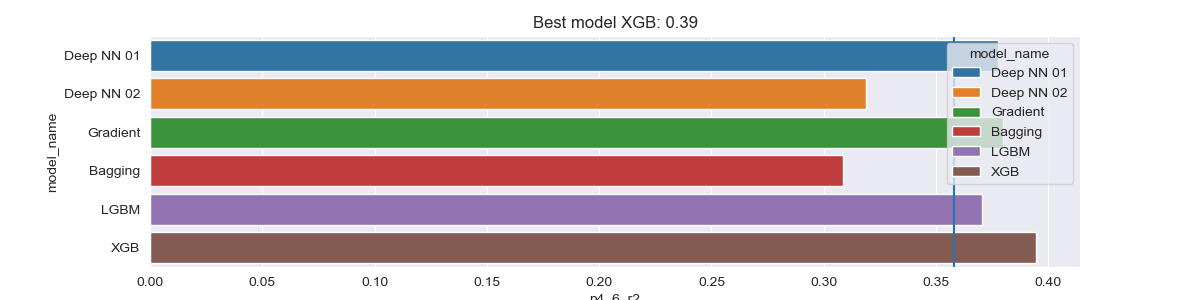 Best model XGB: 0.39
model_name
Deep NN 01
Deep NN 02
Gradient
Bagging
LGBM
XGB
model_name
Deep NN 01
Deep NN 02
Gradient
Bagging
LGBM
XGB
0.00 0.05 0.10 0.15 0.20 0.25 0.30 0.35 0.40
p4_6_r2